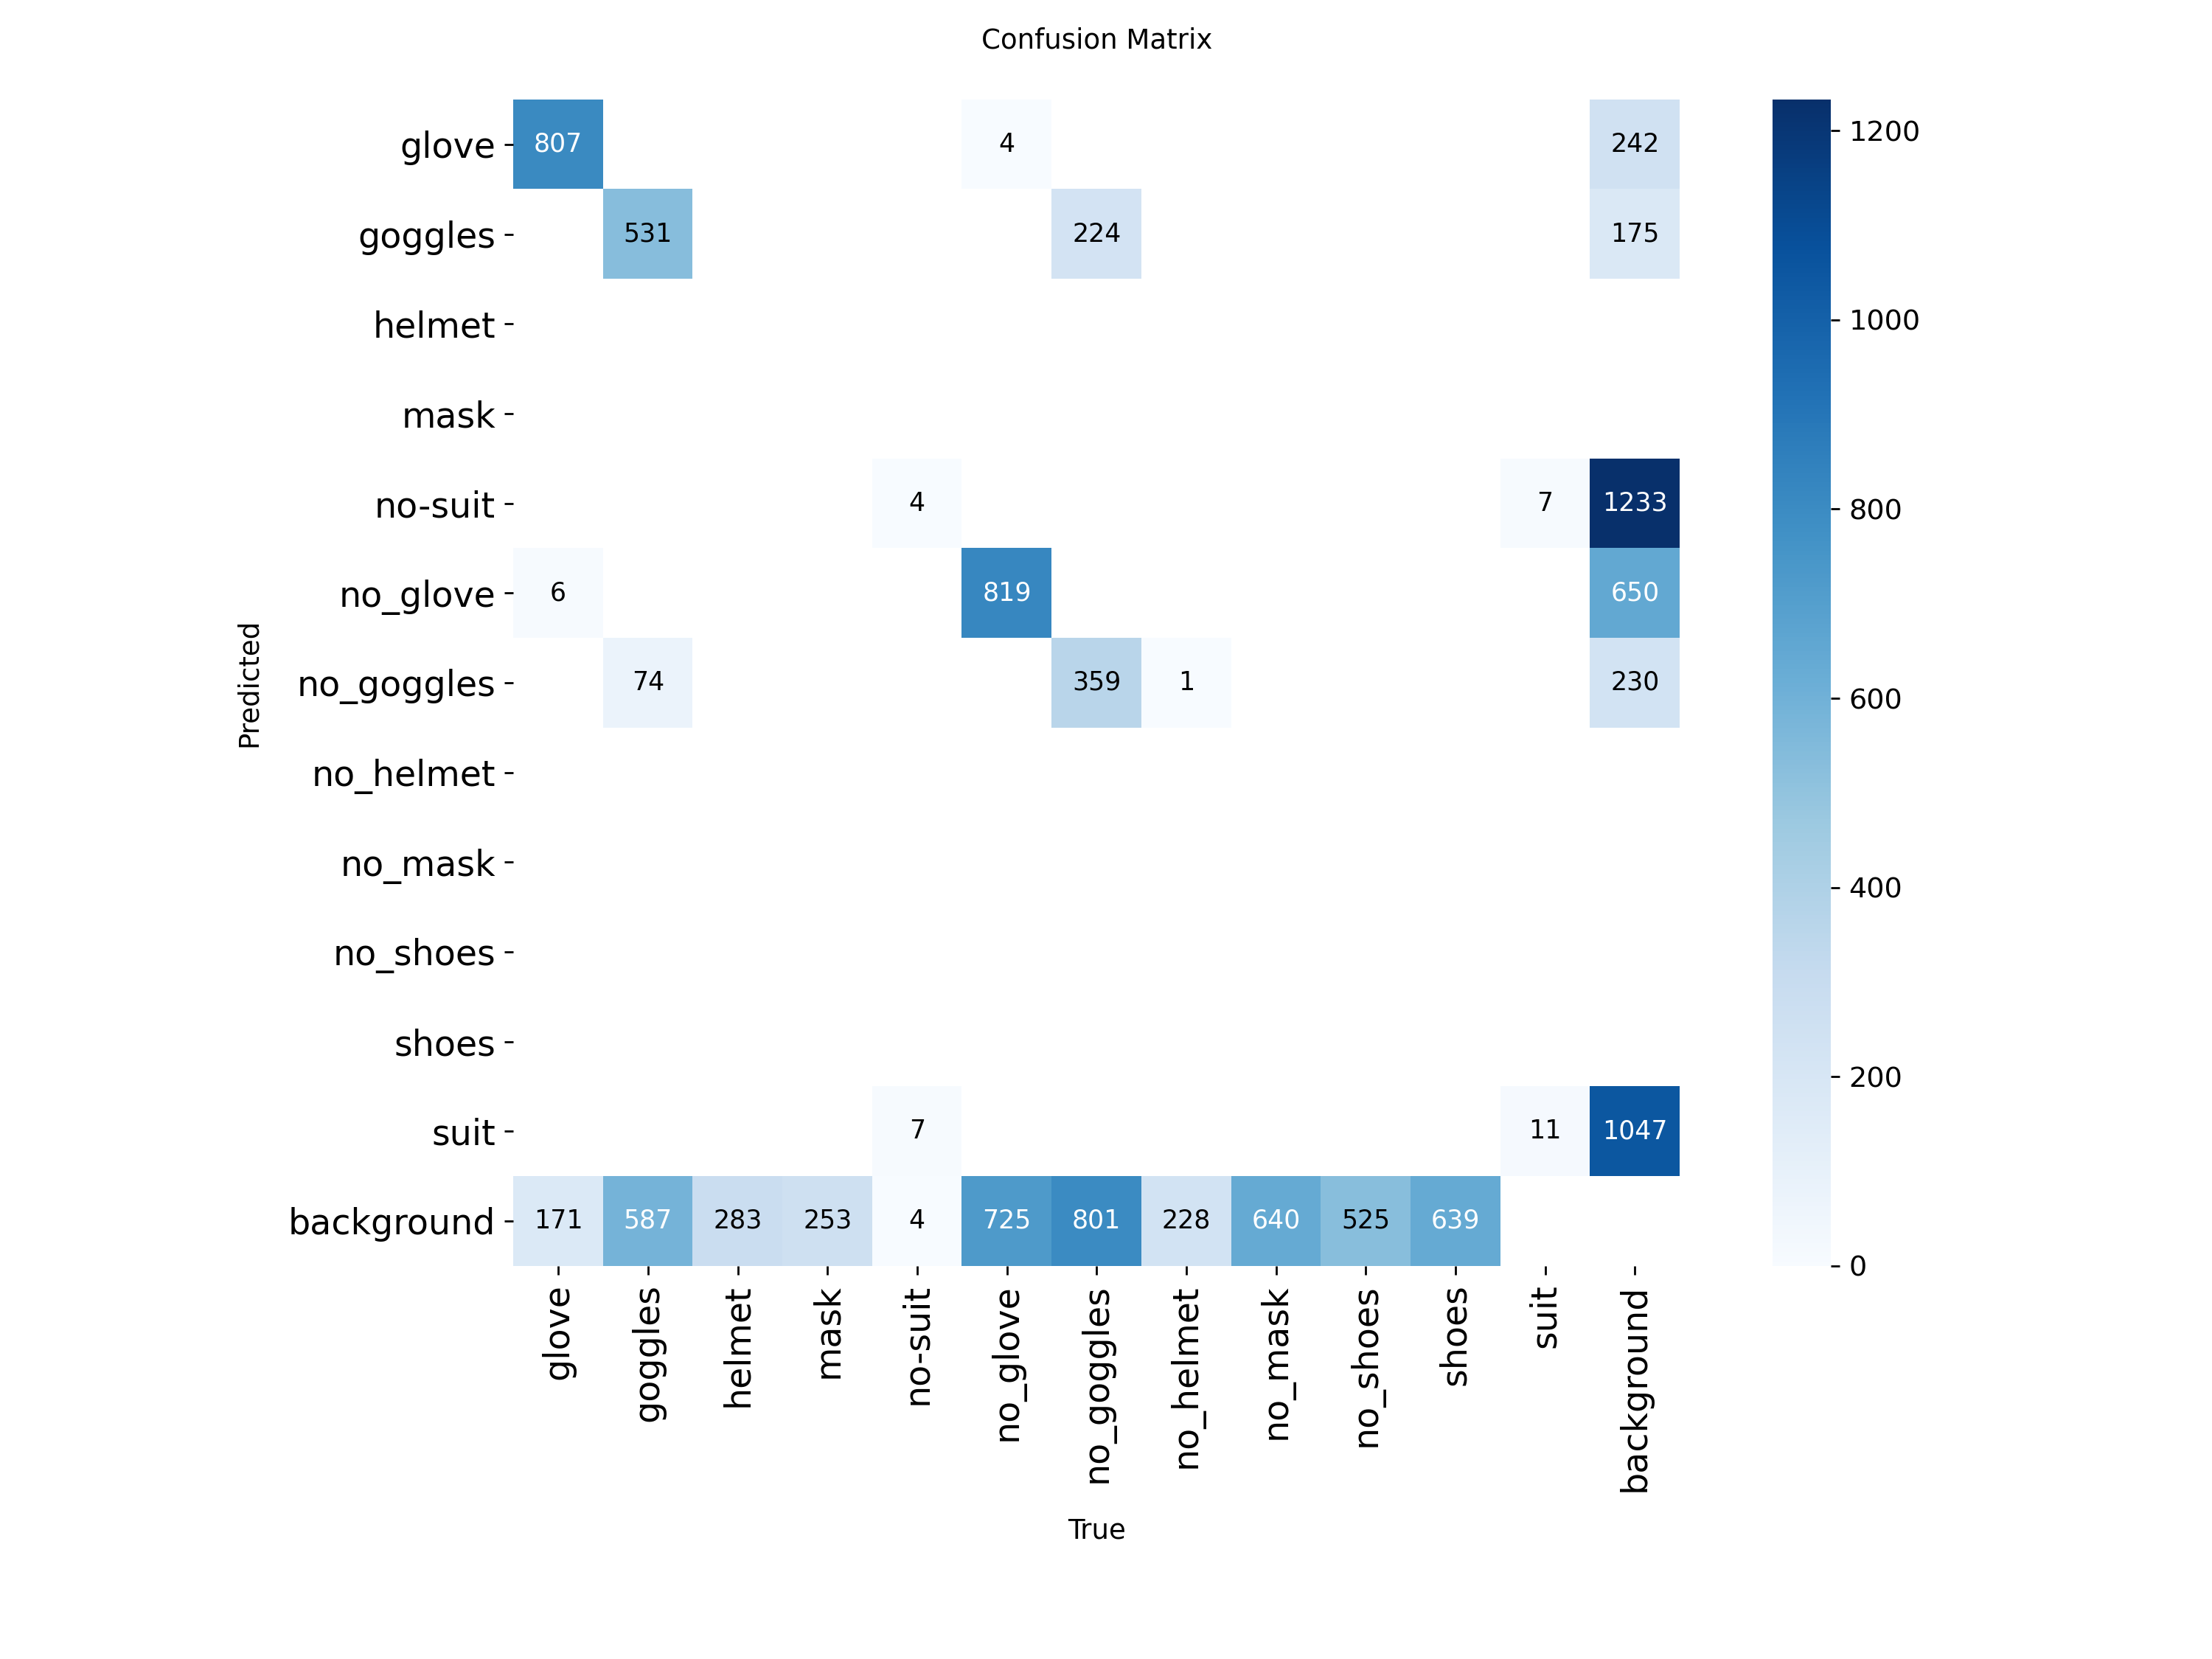 Confusion Matrix
glove 807 4 242
goggles 531 224 175
helmet
mask
no-suit 4 7 1233
no_glove 6 819 650
no_goggles 74 359 1 230
no_helmet
no_mask
no_shoes
shoes
suit 7 11 1047
background 171 587 283 253 4 725 801 228 640 525 639
Predicted
glove goggles helmet mask no-suit no_glove no_goggles no_helmet no_mask no_shoes shoes suit background
True
1200
1000
800
600
400
200
0